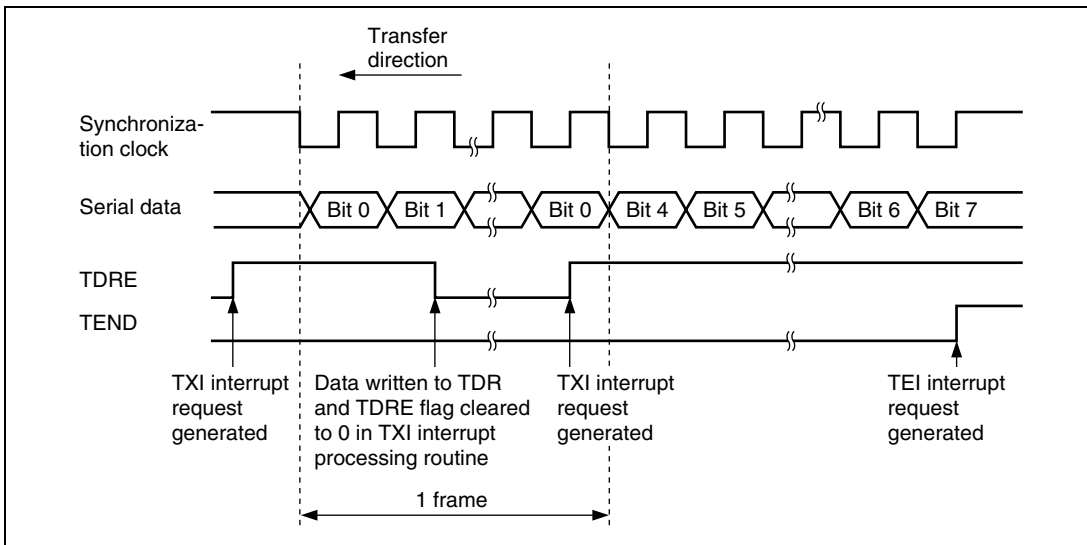 Transfer
direction
Synchroniza-
tion clock
Serial data
Bit 0
Bit 1
Bit 0
Bit 4
Bit 5
Bit 6
Bit 7
TDRE
TEND
TXI interrupt
request
generated
Data written to TDR
and TDRE flag cleared
to 0 in TXI interrupt
processing routine
TXI interrupt
request
generated
TEI interrupt
request
generated
1 frame